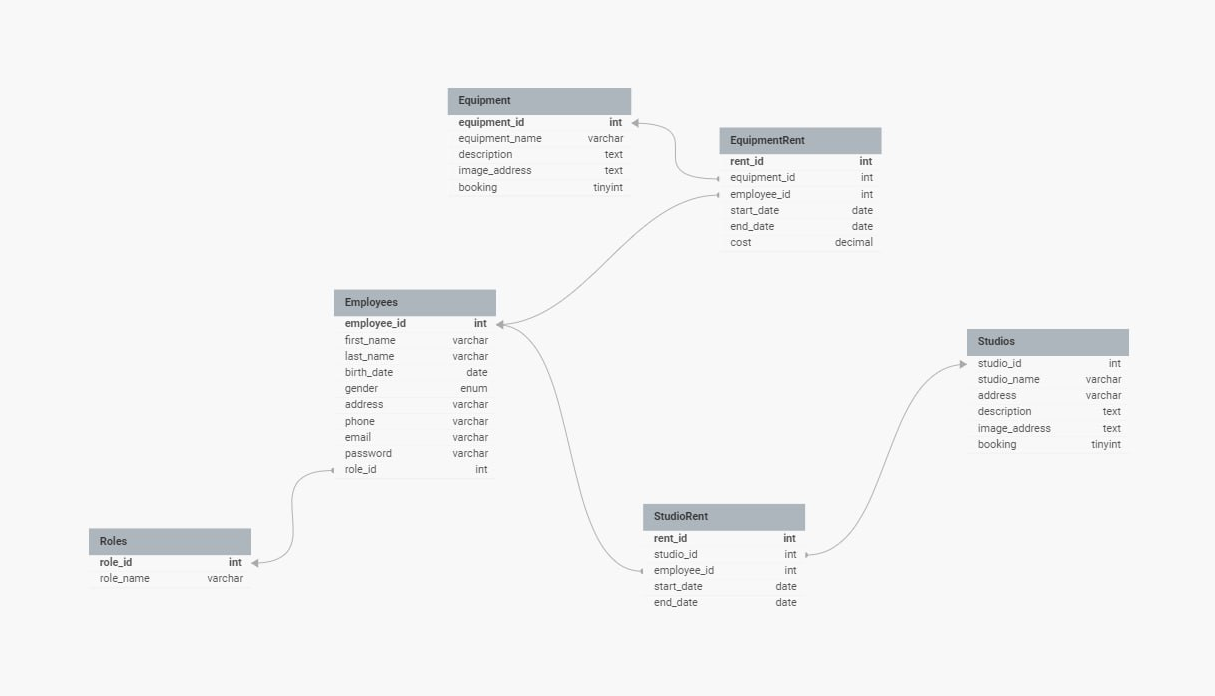 Equipment
equipment_id int
equipment_name varchar
description text
image_address text
booking tinyint
EquipmentRent
rent_id int
equipment_id int
employee_id int
start_date date
end_date date
cost decimal
Employees
employee_id int
first_name varchar
last_name varchar
birth_date date
gender enum
address varchar
phone varchar
email varchar
password varchar
role_id int
Studios
studio_id int
studio_name varchar
address varchar
description text
image_address text
booking tinyint
Roles
role_id int
role_name varchar
StudioRent
rent_id int
studio_id int
employee_id int
start_date date
end_date date